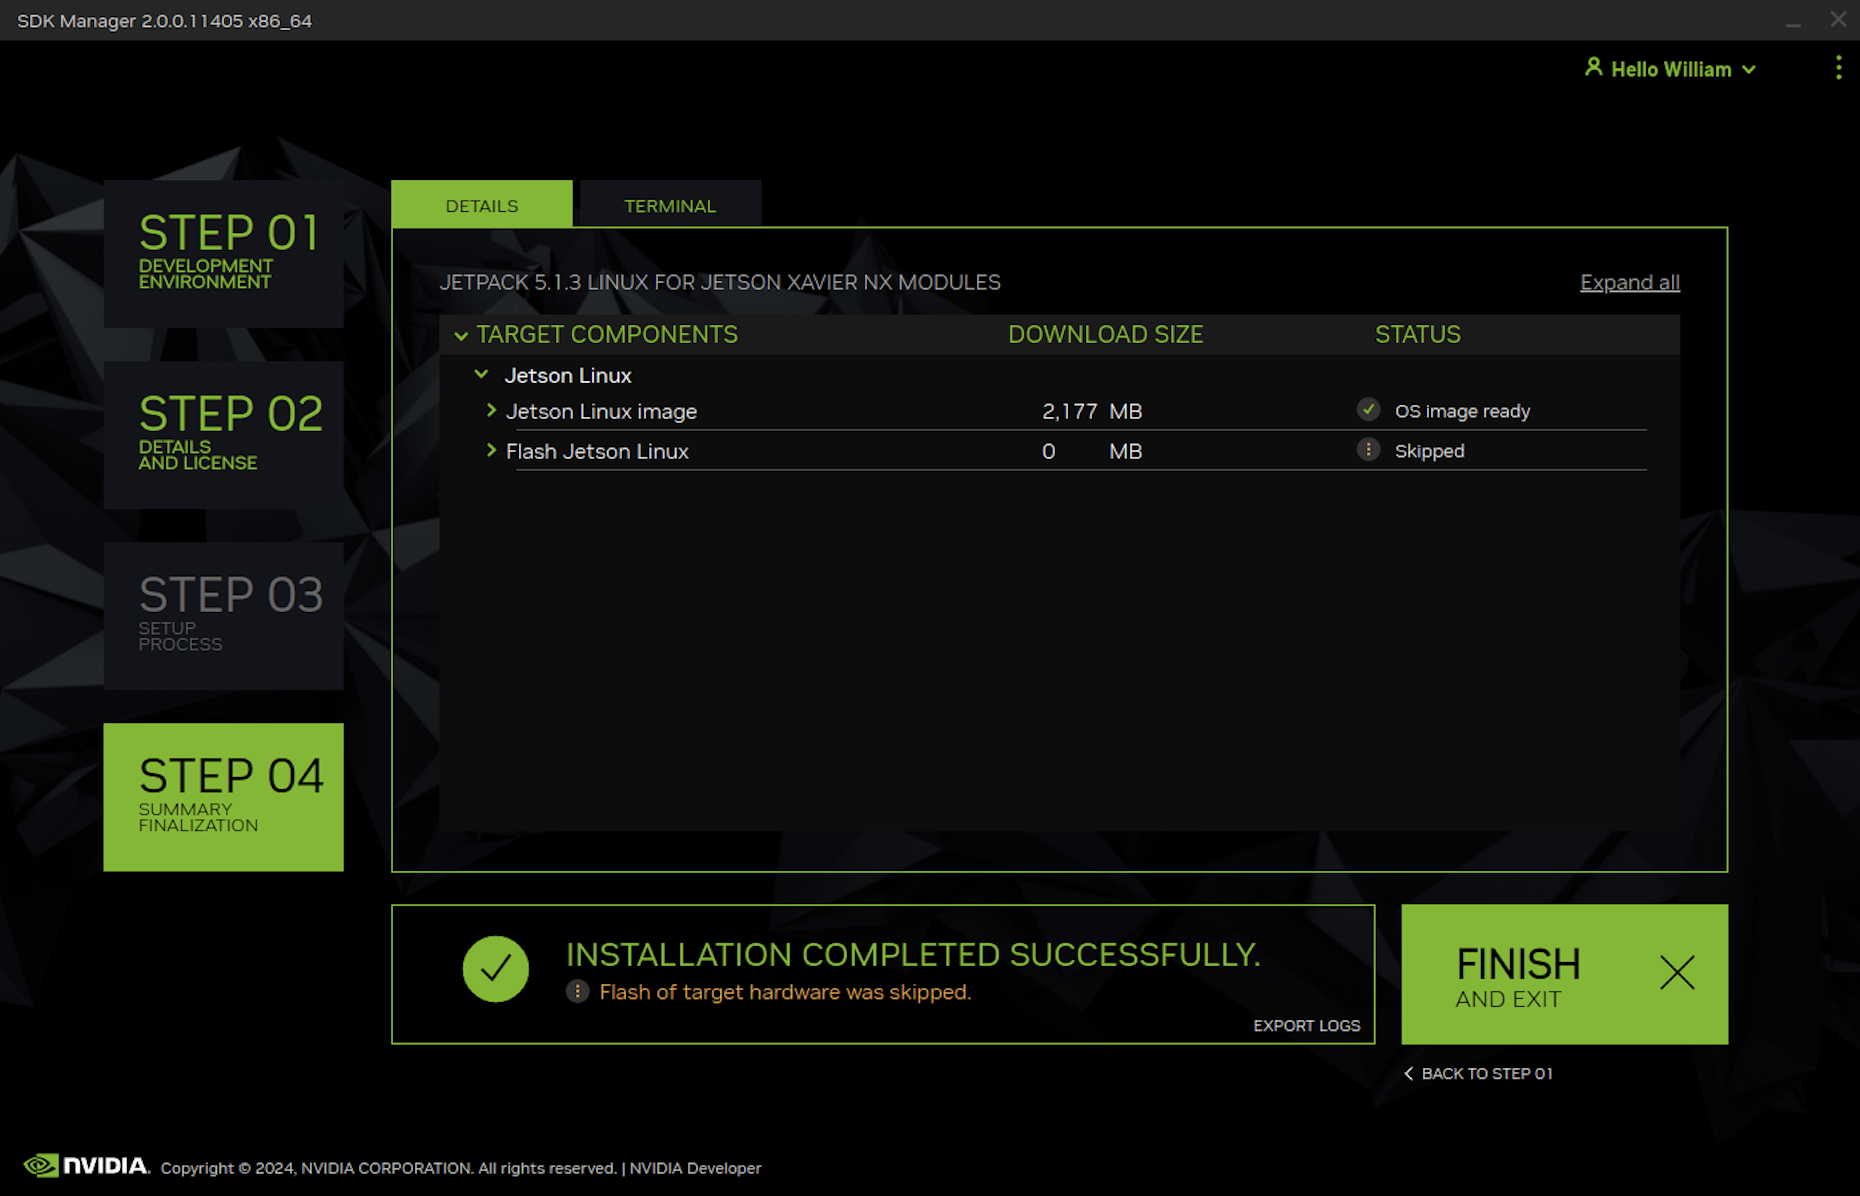 SDK Manager 2.0.0.11405 x86_64
Hello William
STEP 01
DEVELOPMENT
ENVIRONMENT
STEP 02
DETAILS
AND LICENSE
STEP 03
SETUP
PROCESS
STEP 04
SUMMARY
FINALIZATION
DETAILS TERMINAL
JETPACK 5.1.3 LINUX FOR JETSON XAVIER NX MODULES Expand all
TARGET COMPONENTS DOWNLOAD SIZE STATUS
Jetson Linux
Jetson Linux image 2,177 MB OS image ready
Flash Jetson Linux 0 MB Skipped
INSTALLATION COMPLETED SUCCESSFULLY.
Flash of target hardware was skipped.
EXPORT LOGS
FINISH
AND EXIT
BACK TO STEP 01
NVIDIA. Copyright © 2024, NVIDIA CORPORATION. All rights reserved. | NVIDIA Developer